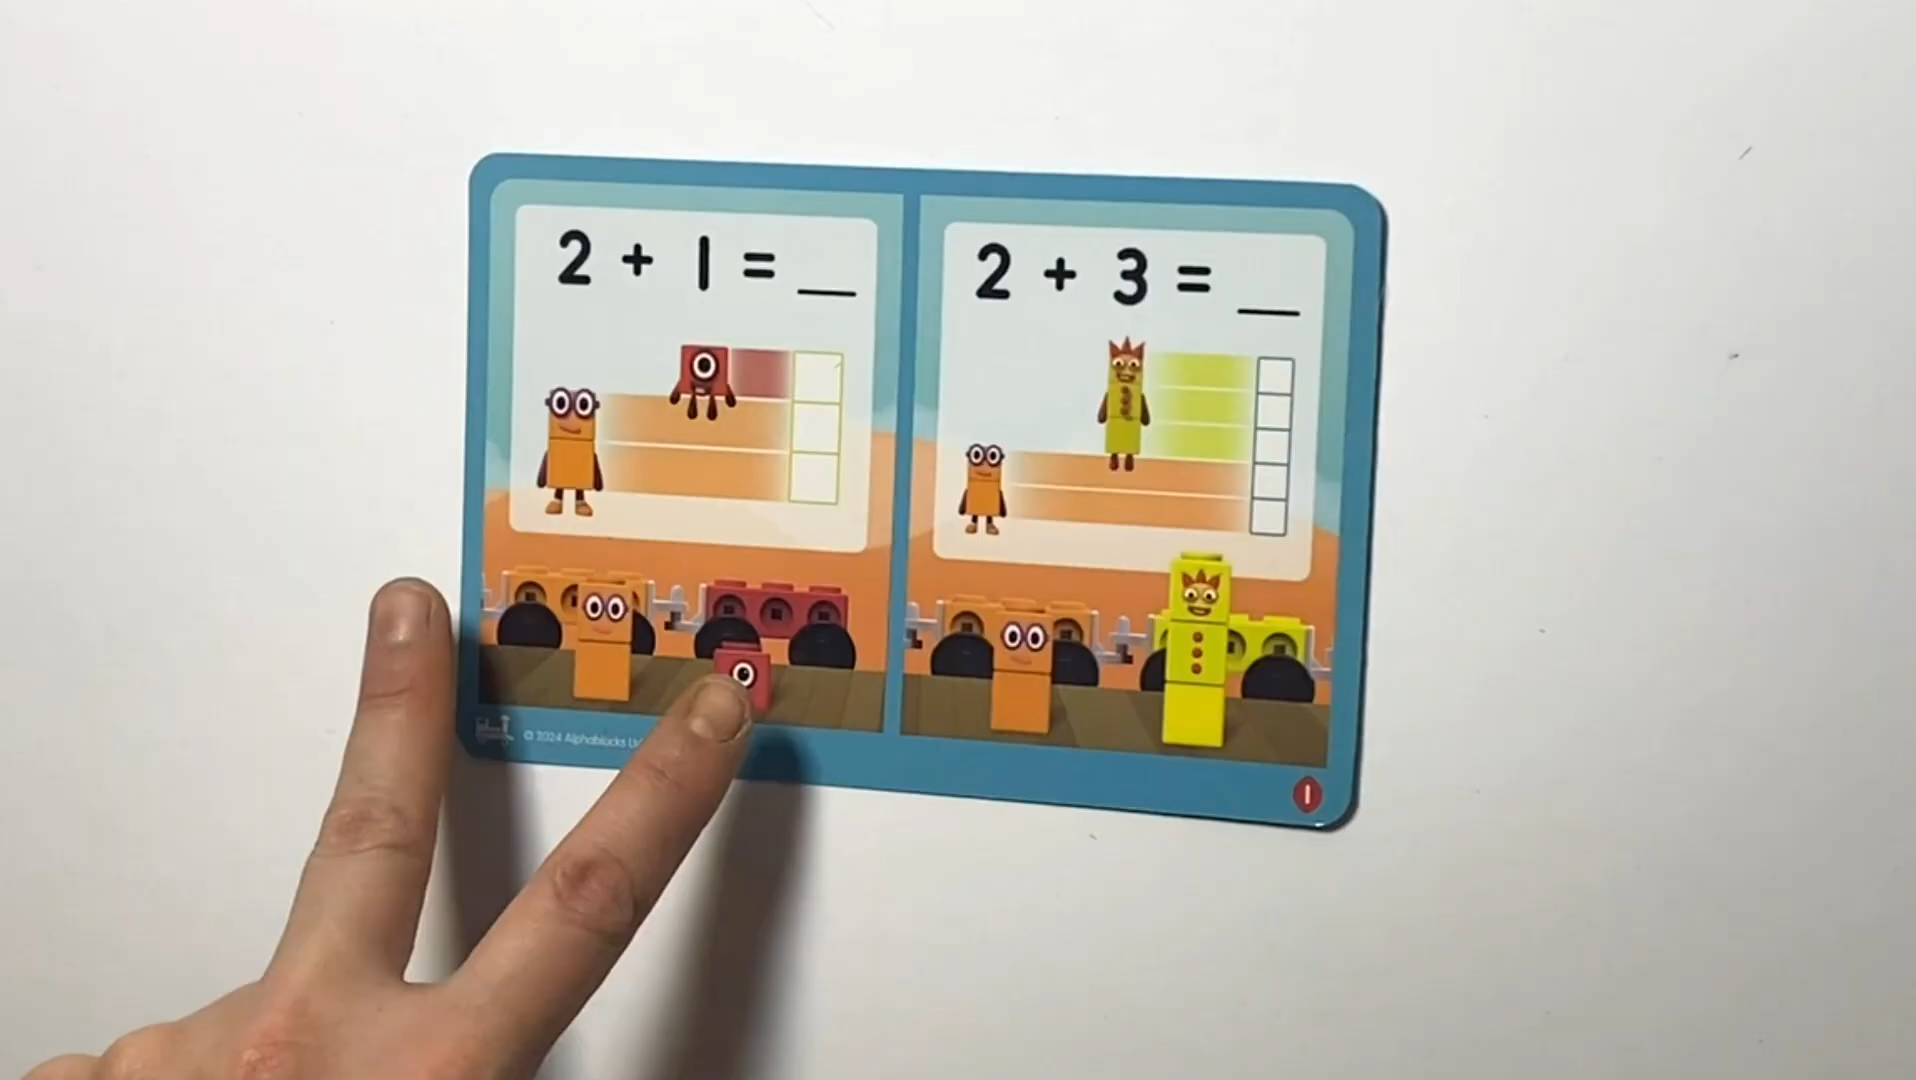 2 + 1 = __
2 + 3 = __
© 2024 Alphablocks
1